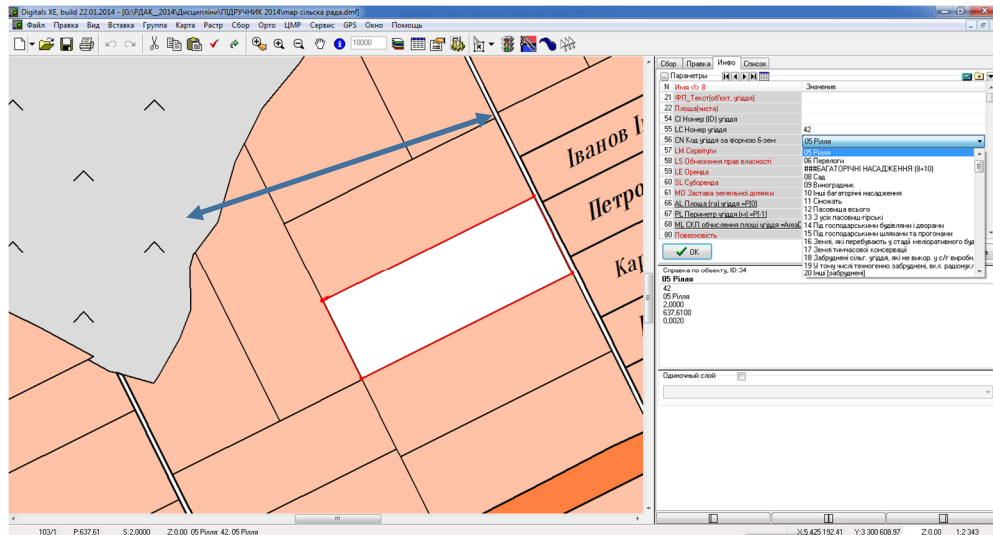 Digitals XE, build 22.01.2014 - [G:\РДАК__2014\Дисципліни\ПІДРУЧНИК 2014\map сільска рада.dmf]
Файл Правка Вид Вставка Группа Карта Растр Сбор Орто ЦМР Сервис GPS Окно Помощь
10000
Сбор Правка Инфо Список
Параметры
N Имя <!> 8 Значение
21 ФП_Текст(об'єкт, угіддя)
22 Площа(чиста)
54 CI Номер (ID) угіддя
55 LC Номер угіддя 42
56 CN Код угіддя за формою 6-зем 05 Рілля
57 LM Сервітути
58 LS Обмеження прав власності
59 LE Оренда
60 SL Суборенда
61 MO Застава земельної ділянки
66 AL Площа (га) угіддя =P[0]
67 PL Периметр угіддя (м) =P[-1]
68 ML СКП обчислення площі угіддя =AreaD
80 Поверховість
05 Рілля
06 Перелоги
###БАГАТОРІЧНІ НАСАДЖЕННЯ (8+10)
08 Сад
09 Виноградник
10 Інші багаторічні насадження
11 Сіножать
12 Пасовища всього
13 З усіх пасовищ-гірські
14 Під господарськими будівлями і дворами
15 Під господарськими шляхами та прогонами
16 Землі, які перебувають у стадії меліоративного буд
17 Землі тимчасової консервації
18 Забруднені сільг. угіддя, які не викор. у с/г виробн.
19 У тому числі техногенно забруднені, вкл. радіонукл
20 Інші (забруднені)
OK
Справка по объекту, ID:34
05 Рілля
42
05 Рілля
2,0000
637,6100
0,0020
Одиночный слой
Іванов І
Петро
Кар
103/1 P:637,61 S:2,0000 Z:0,00 05 Рілля: 42, 05 Рілля X:5 425 192,41 Y:3 300 608,97 Z:0,00 1:2 343